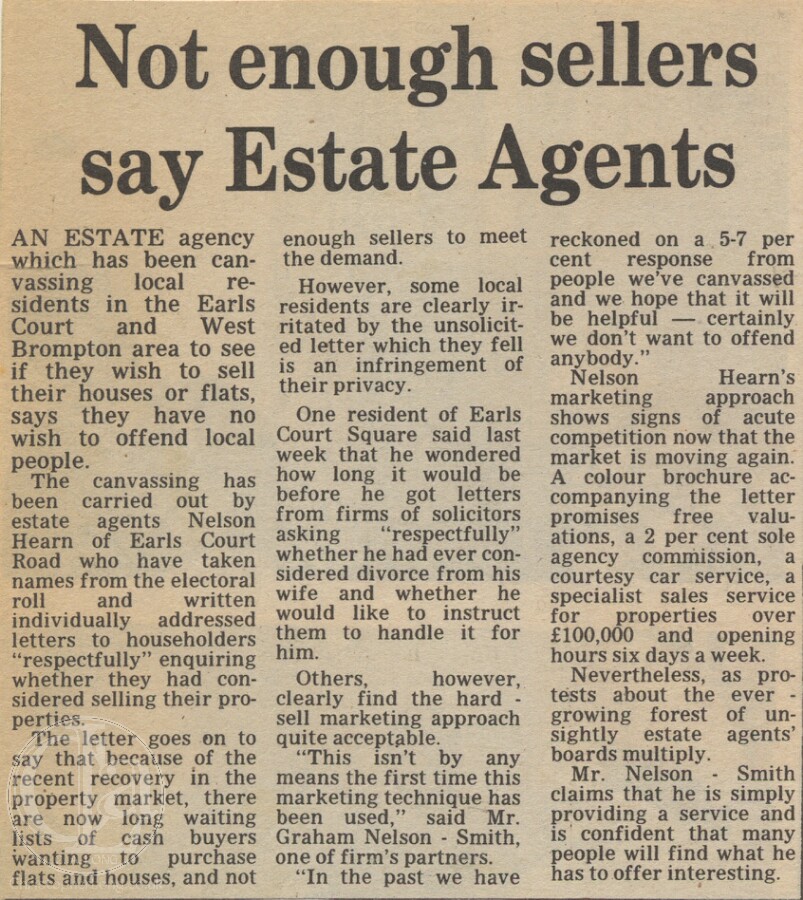 Not enough sellers
say Estate Agents
AN ESTATE agency
which has been can-
vassing local re-
sidents in the Earls
Court and West
Brompton area to see
if they wish to sell
their houses or flats,
says they have no
wish to offend local
people.
The canvassing has
been carried out by
estate agents Nelson
Hearn of Earls Court
Road who have taken
names from the electoral
roll and written
individually addressed
letters to householders
"respectfully" enquiring
whether they had con-
sidered selling their pro-
perties.
The letter goes on to
say that because of the
recent recovery in the
property market, there
are now long waiting
lists of cash buyers
wanting to purchase
flats and houses, and not
enough sellers to meet
the demand.
However, some local
residents are clearly ir-
ritated by the unsolicit-
ed letter which they fell
is an infringement of
their privacy.
One resident of Earls
Court Square said last
week that he wondered
how long it would be
before he got letters
from firms of solicitors
asking "respectfully"
whether he had ever con-
sidered divorce from his
wife and whether he
would like to instruct
them to handle it for
him.
Others, however,
clearly find the hard -
sell marketing approach
quite acceptable.
"This isn't by any
means the first time this
marketing technique has
been used," said Mr.
Graham Nelson - Smith,
one of firm's partners.
"In the past we have
reckoned on a 5-7 per
cent response from
people we've canvassed
and we hope that it will
be helpful — certainly
we don't want to offend
anybody."
Nelson Hearn's
marketing approach
shows signs of acute
competition now that the
market is moving again.
A colour brochure ac-
companying the letter
promises free valu-
ations, a 2 per cent sole
agency commission, a
courtesy car service, a
specialist sales service
for properties over
£100,000 and opening
hours six days a week.
Nevertheless, as pro-
tests about the ever -
growing forest of un-
sightly estate agents'
boards multiply.
Mr. Nelson - Smith
claims that he is simply
providing a service and
is confident that many
people will find what he
has to offer interesting.